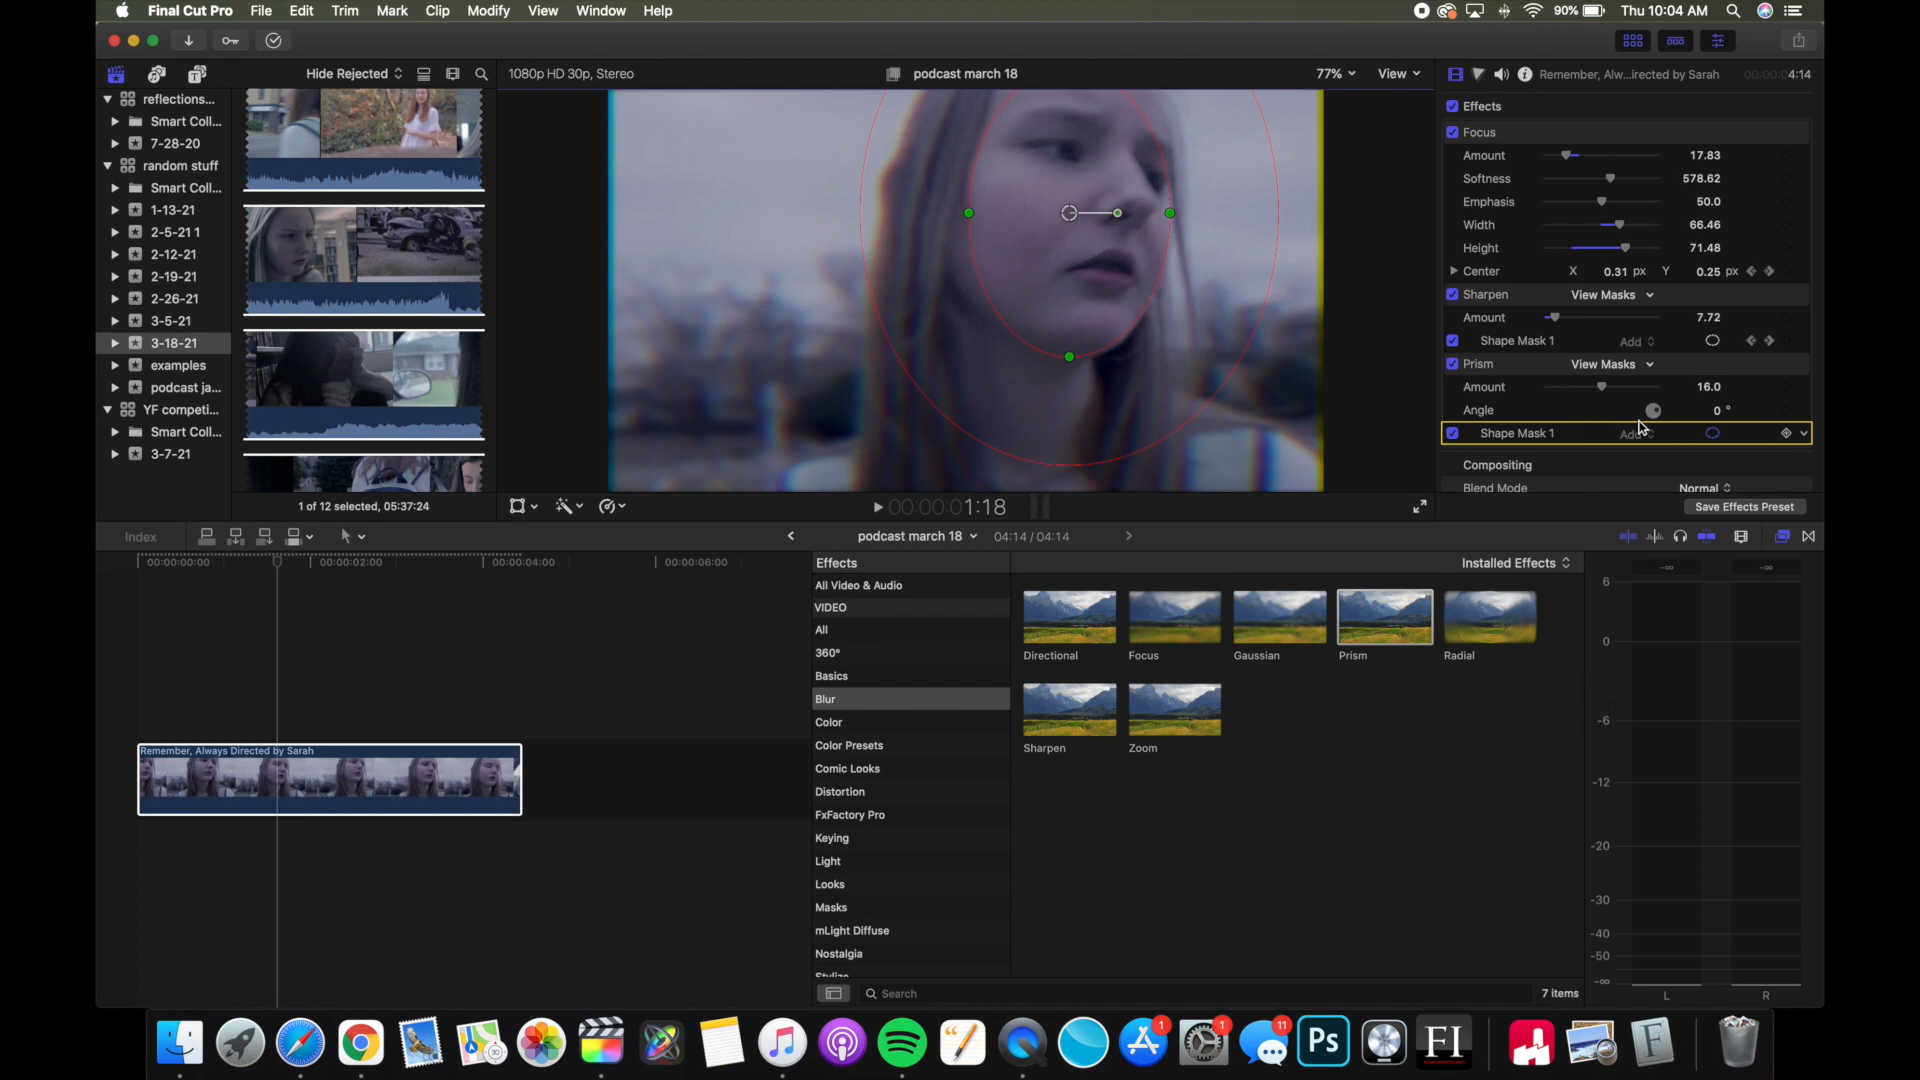 Final Cut Pro File Edit Trim Mark Clip Modify View Window Help
90% Thu 10:04 AM
Hide Rejected
1080p HD 30p, Stereo
podcast march 18
77% View
Remember, Alw...irected by Sarah
00:00:04:14
reflections...
Smart Coll...
7-28-20
random stuff
Smart Coll...
1-13-21
2-5-21 1
2-12-21
2-19-21
2-26-21
3-5-21
3-18-21
examples
podcast ja...
YF competi...
Smart Coll...
3-7-21
1 of 12 selected, 05:37:24
00:00:01:18
Effects
Focus
Amount 17.83
Softness 578.62
Emphasis 50.0
Width 66.46
Height 71.48
Center X 0.31 px Y 0.25 px
Sharpen View Masks
Amount 7.72
Shape Mask 1 Add
Prism View Masks
Amount 16.0
Angle 0 °
Shape Mask 1 Add
Compositing
Blend Mode Normal
Save Effects Preset
Index
podcast march 18 04:14 / 04:14
00:00:00:00 00:00:02:00 00:00:04:00 00:00:06:00
Remember, Always Directed by Sarah
Effects
Installed Effects
All Video & Audio
VIDEO
All
360°
Basics
Blur
Color
Color Presets
Comic Looks
Distortion
FxFactory Pro
Keying
Light
Looks
Masks
mLight Diffuse
Nostalgia
Stylize
Directional Focus Gaussian Prism Radial
Sharpen Zoom
Search
7 items
-∞ -∞
6
0
-6
-12
-20
-30
-40
-50
-∞
L R
30
1
1
11
Ps
FI
F